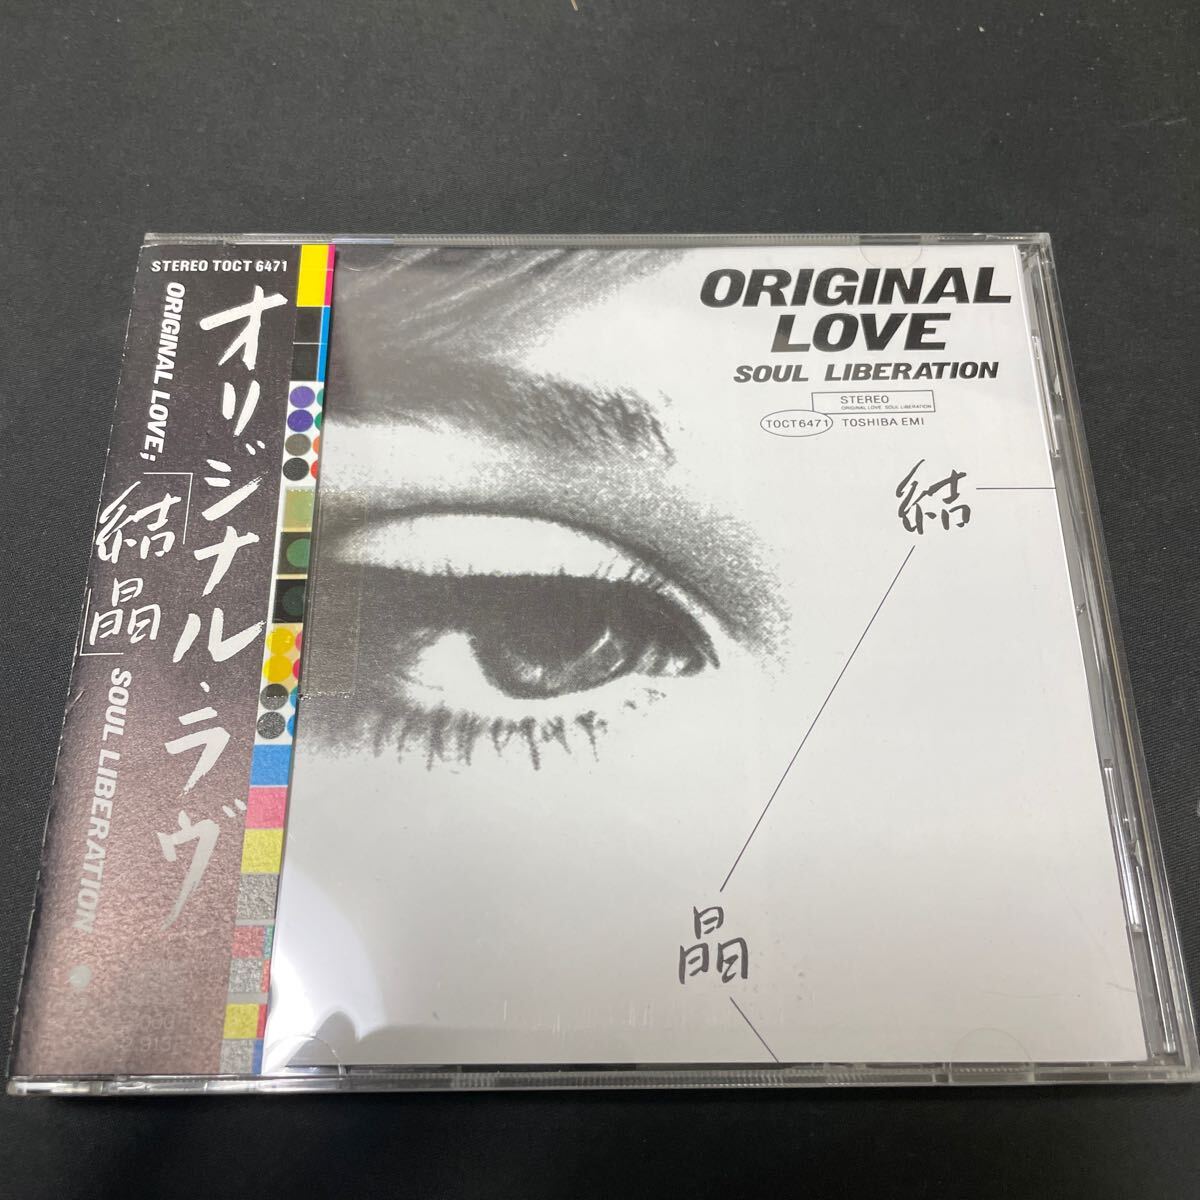 STEREO TOCT 6471
オリジナル・ラヴ
ORIGINAL LOVE;
「結晶」
SOUL LIBERATION
ORIGINAL
LOVE
SOUL LIBERATION
STEREO
ORIGINAL LOVE SOUL LIBERATION
TOCT6471
TOSHIBA EMI
結
晶